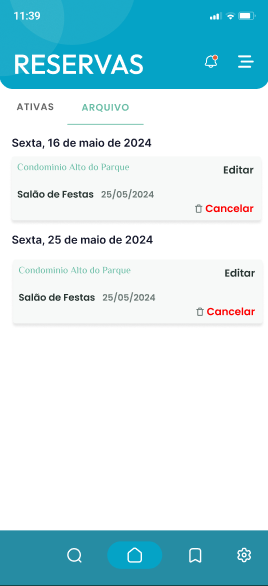 11:39
RESERVAS
ATIVAS ARQUIVO
Sexta, 16 de maio de 2024
Condomínio Alto do Parque Editar
Salão de Festas 25/05/2024
Cancelar
Sexta, 25 de maio de 2024
Condomínio Alto do Parque Editar
Salão de Festas 25/05/2024
Cancelar